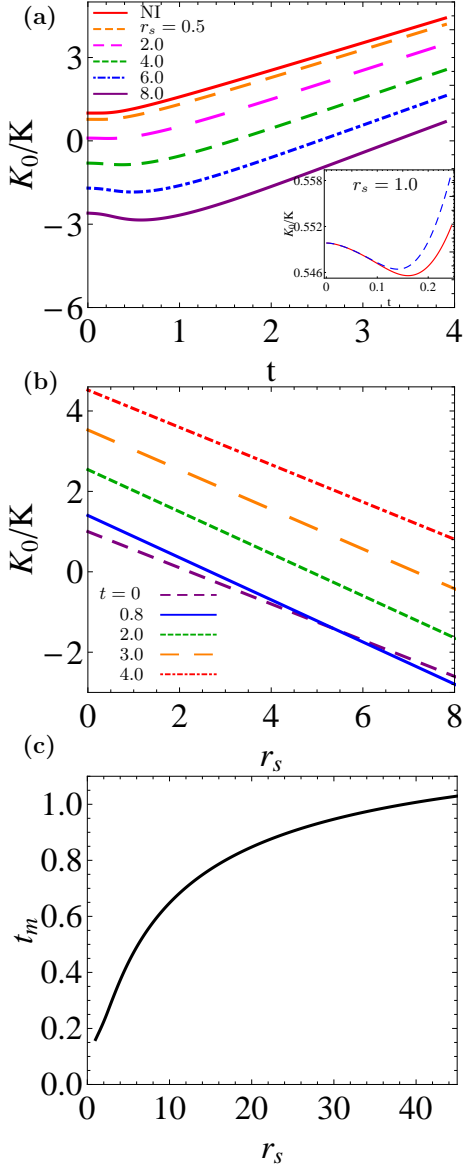 (a)
NI
r_s = 0.5
2.0
4.0
6.0
8.0
K_0/K
3
0
−3
−6
0 1 2 3 4
t
r_s = 1.0
K_0/K
0.558
0.552
0.546
0 0.1 0.2
t
(b)
K_0/K
4
2
0
−2
t = 0
0.8
2.0
3.0
4.0
0 2 4 6 8
r_s
(c)
t_m
1.0
0.8
0.6
0.4
0.2
0.0
0 10 20 30 40
r_s